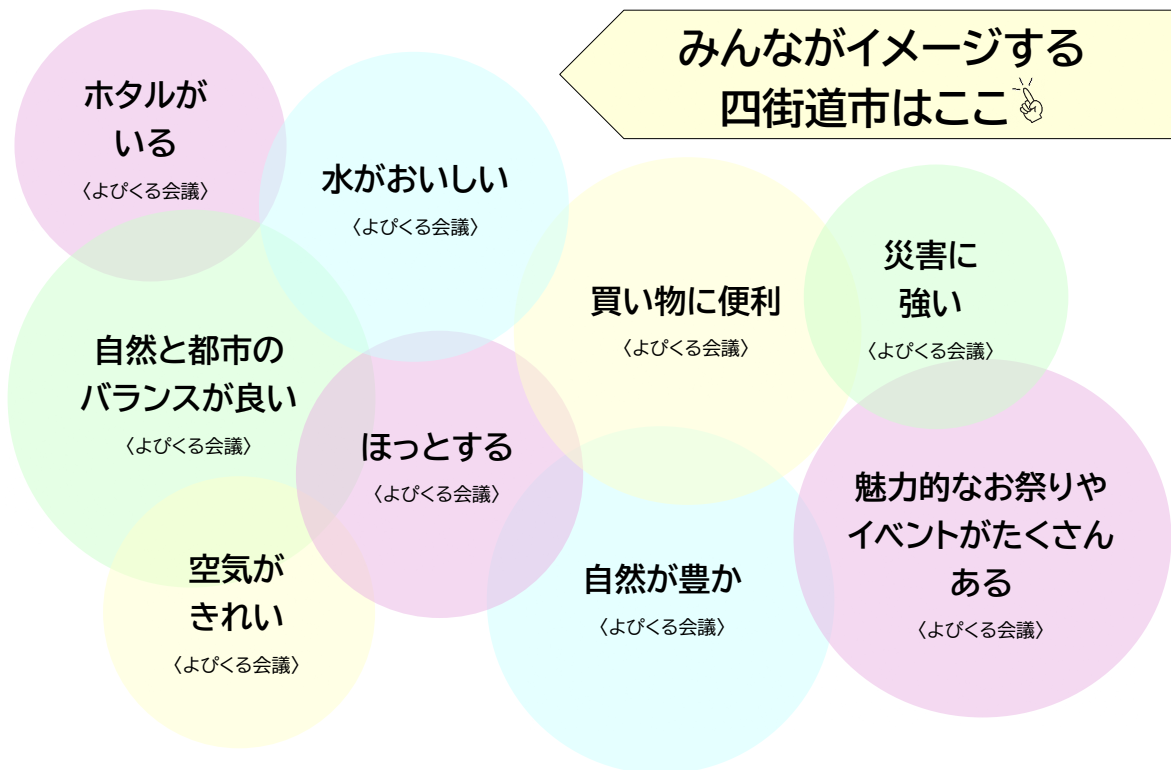 みんながイメージする
四街道市はここ
ホタルが
いる
〈よぴくる会議〉
水がおいしい
〈よぴくる会議〉
買い物に便利
〈よぴくる会議〉
災害に
強い
〈よぴくる会議〉
自然と都市の
バランスが良い
〈よぴくる会議〉
ほっとする
〈よぴくる会議〉
魅力的なお祭りや
イベントがたくさん
ある
〈よぴくる会議〉
空気が
きれい
〈よぴくる会議〉
自然が豊か
〈よぴくる会議〉